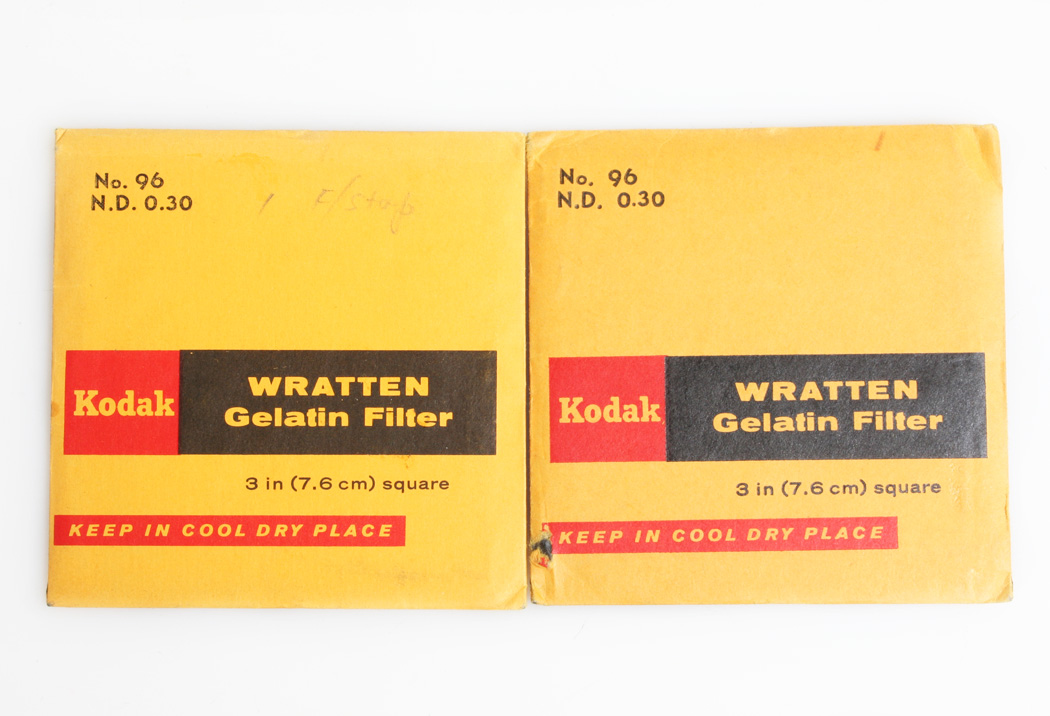 No. 96
N.D. 0.30
1 F/Stop
Kodak
WRATTEN
Gelatin Filter
3 in (7.6 cm) square
KEEP IN COOL DRY PLACE
No. 96
N.D. 0.30
Kodak
WRATTEN
Gelatin Filter
3 in (7.6 cm) square
KEEP IN COOL DRY PLACE